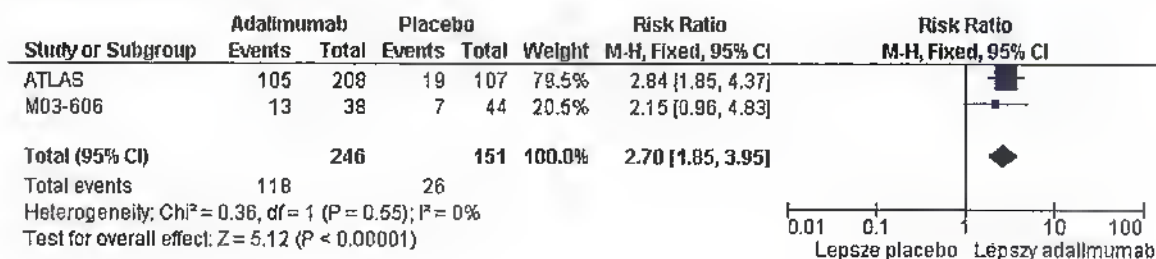 Adalimumab Placebo Risk Ratio Risk Ratio
Study or Subgroup Events Total Events Total Weight M-H, Fixed, 95% CI M-H, Fixed, 95% CI
ATLAS 105 208 19 107 79.5% 2.84 [1.85, 4.37]
M03-606 13 38 7 44 20.5% 2.15 [0.96, 4.83]
Total (95% CI) 246 151 100.0% 2.70 [1.85, 3.95]
Total events 118 26
Heterogeneity: Chi² = 0.36, df = 1 (P = 0.55); I² = 0%
Test for overall effect: Z = 5.12 (P < 0.00001)
0.01 0.1 1 10 100
Lepsze placebo Lepszy adalimumab